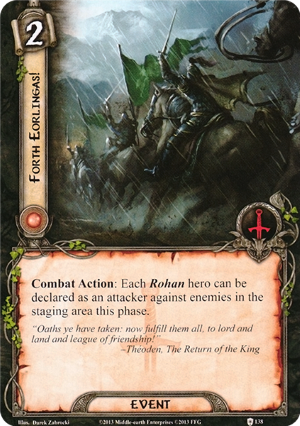 2
FORTH EORLINGAS!
Combat Action: Each Rohan hero can be
declared as an attacker against enemies in the
staging area this phase.
"Oaths ye have taken: now fulfill them all, to lord and
land and league of friendship!"
–Theoden, The Return of the King
EVENT
Illus. Darek Zabrocki
©2013 Middle-earth Enterprises ©2013 FFG
138